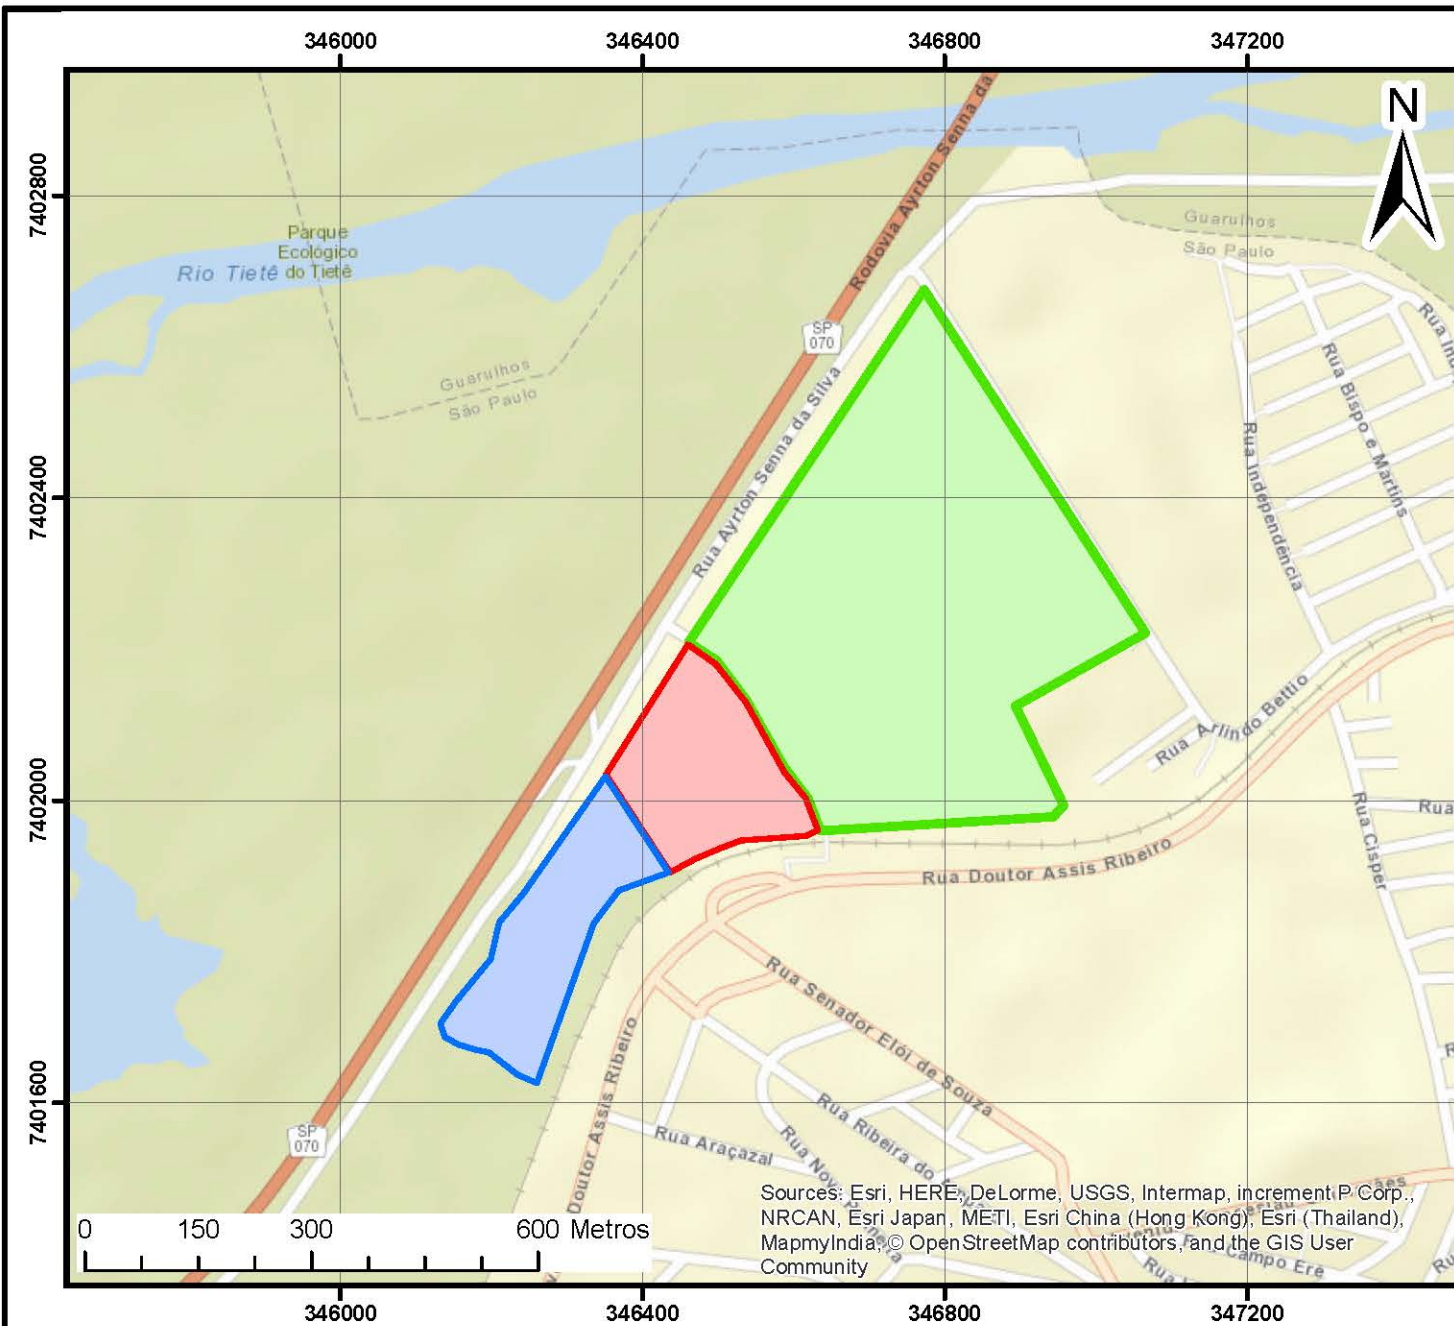 346000 346400 346800 347200
N
7402800
7402400
7402000
7401600
Rodovia Ayrton Senna da
Parque
Ecológico
do Tietê
Rio Tietê
Guarulhos
São Paulo
Guarulhos
São Paulo
SP
070
Rua Ayrton Senna da Silva
Rua Bispo e Martins
Rua Independência
Rua Arlindo Bettio
Rua Cisper
Rua
Rua Doutor Assis Ribeiro
Rua Senador Elói de Souza
Doutor Assis Ribeiro
Rua Araçazal
Rua Ribeira do
Rua Campo Erê
SP
070
0 150 300 600 Metros
Sources: Esri, HERE, DeLorme, USGS, Intermap, increment P Corp.,
NRCAN, Esri Japan, METI, Esri China (Hong Kong), Esri (Thailand),
MapmyIndia, © OpenStreetMap contributors, and the GIS User
Community
346000 346400 346800 347200